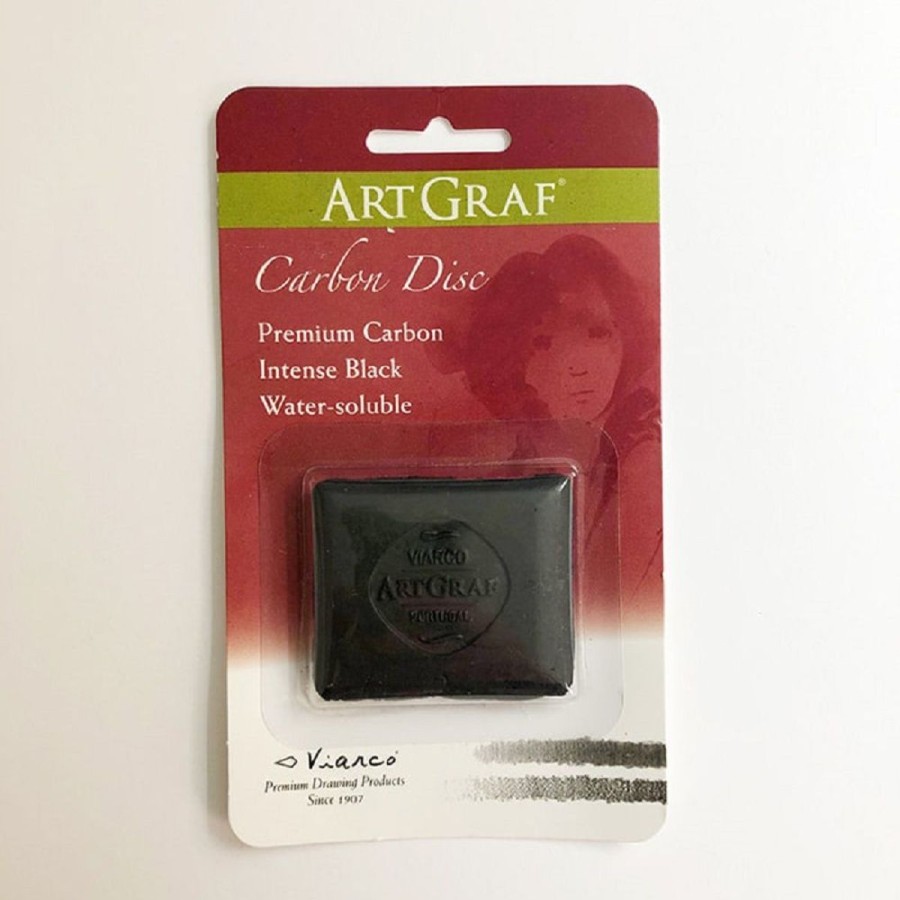 ARTGRAF®
Carbon Disc
Premium Carbon
Intense Black
Water-soluble
VIARCO
ARTGRAF
PORTUGAL
Viarco
Premium Drawing Products
Since 1907